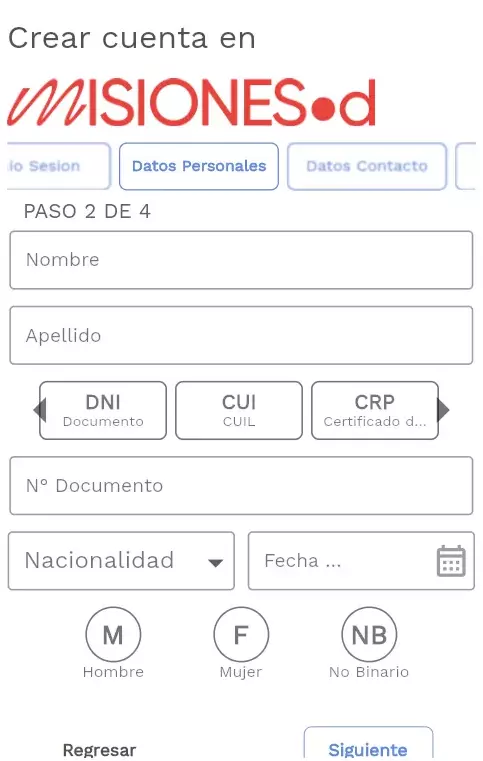 Crear cuenta en
MISIONES.d
io Sesion Datos Personales Datos Contacto
PASO 2 DE 4
Nombre
Apellido
DNI CUI CRP
Documento CUIL Certificado d...
N° Documento
Nacionalidad Fecha ...
M F NB
Hombre Mujer No Binario
Regresar Siguiente